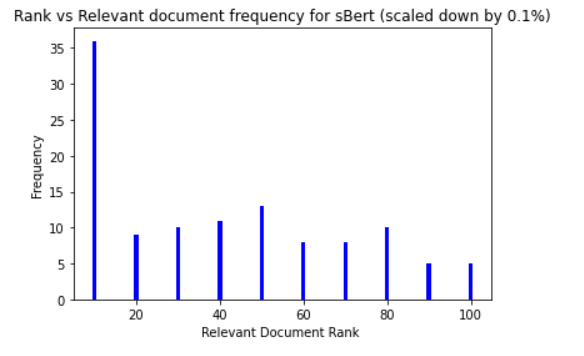 Rank vs Relevant document frequency for sBert (scaled down by 0.1%)
35
30
25
20
15
10
5
0
Frequency
20 40 60 80 100
Relevant Document Rank